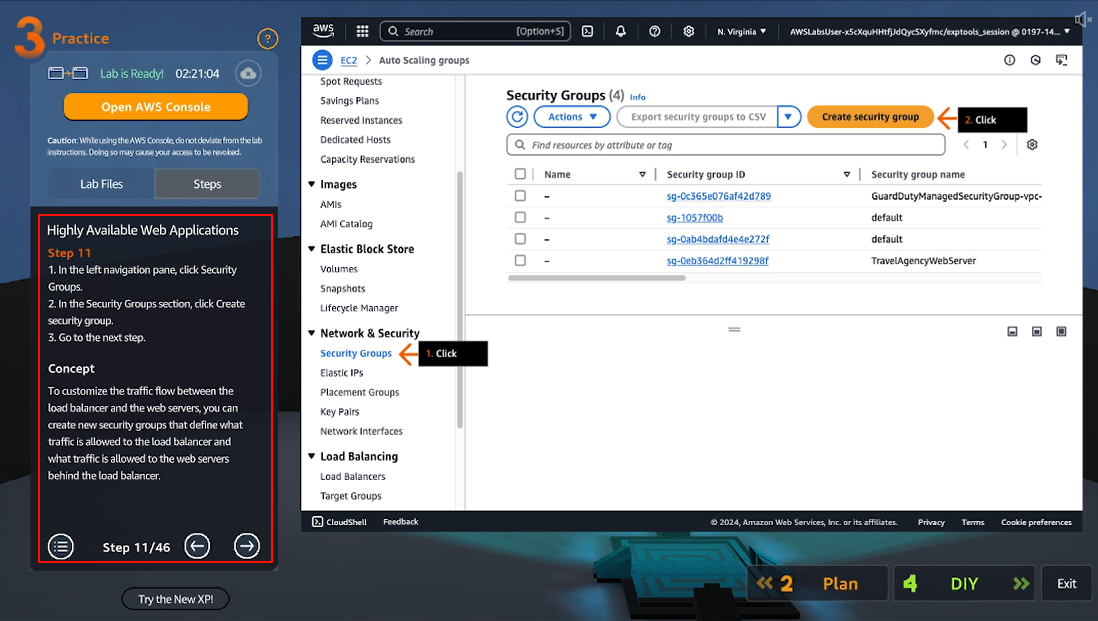 3 Practice
?
Lab is Ready! 02:21:04
Open AWS Console
Caution: While using the AWS Console, do not deviate from the lab
instructions. Doing so may cause your access to be revoked.
Lab Files Steps
Highly Available Web Applications
Step 11
1. In the left navigation pane, click Security
Groups.
2. In the Security Groups section, click Create
security group.
3. Go to the next step.
Concept
To customize the traffic flow between the
load balancer and the web servers, you can
create new security groups that define what
traffic is allowed to the load balancer and
what traffic is allowed to the web servers
behind the load balancer.
Step 11/46
Try the New XP!
aws Search [Option+S] N. Virginia ▼ AWSLabsUser-x5cXquHHtfjJdQycSXyfmc/exptools_session @ 0197-14... ▼
EC2 > Auto Scaling groups
Spot Requests
Savings Plans
Reserved Instances
Dedicated Hosts
Capacity Reservations
▼ Images
AMIs
AMI Catalog
▼ Elastic Block Store
Volumes
Snapshots
Lifecycle Manager
▼ Network & Security
Security Groups
1. Click
Elastic IPs
Placement Groups
Key Pairs
Network Interfaces
▼ Load Balancing
Load Balancers
Target Groups
Security Groups (4) Info
Actions ▼ Export security groups to CSV ▼ Create security group
2. Click
Find resources by attribute or tag
< 1 >
Name Security group ID Security group name
– sg-0c365e076af42d789 GuardDutyManagedSecurityGroup-vpc-
– sg-1057f00b default
– sg-0ab4bdafd4e4e272f default
– sg-0eb364d2ff419298f TravelAgencyWebServer
CloudShell Feedback © 2024, Amazon Web Services, Inc. or its affiliates. Privacy Terms Cookie preferences
« 2 Plan 4 DIY » Exit